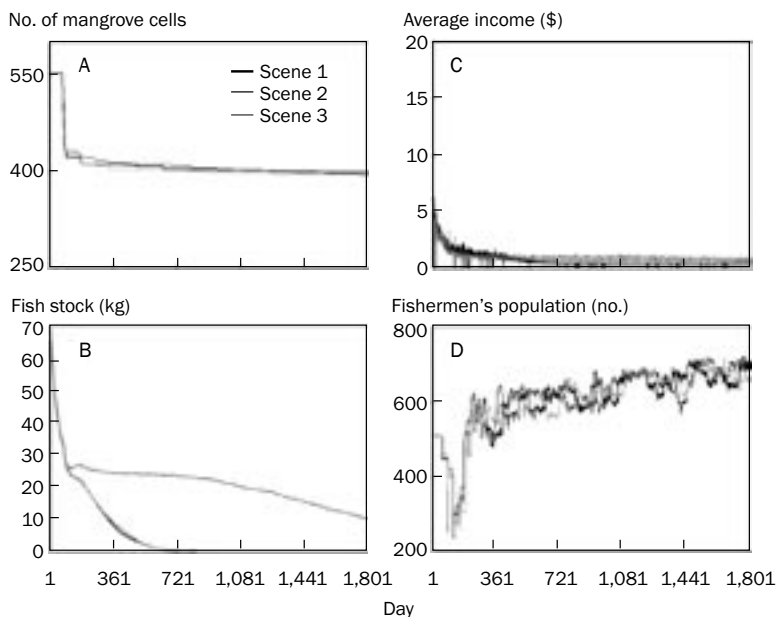 No. of mangrove cells
550
400
250
A
Scene 1
Scene 2
Scene 3
Average income ($)
20
15
10
5
0
C
Fish stock (kg)
70
60
50
40
30
20
10
0
B
1 361 721 1,081 1,441 1,801
Fishermen's population (no.)
800
600
400
200
D
1 361 721 1,081 1,441 1,801
Day